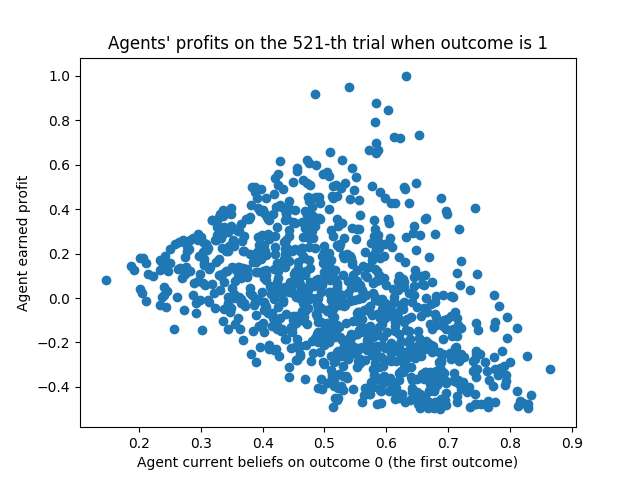 Agents' profits on the 521-th trial when outcome is 1
1.0
0.8
0.6
0.4
0.2
0.0
−0.2
−0.4
Agent earned profit
0.2 0.3 0.4 0.5 0.6 0.7 0.8 0.9
Agent current beliefs on outcome 0 (the first outcome)